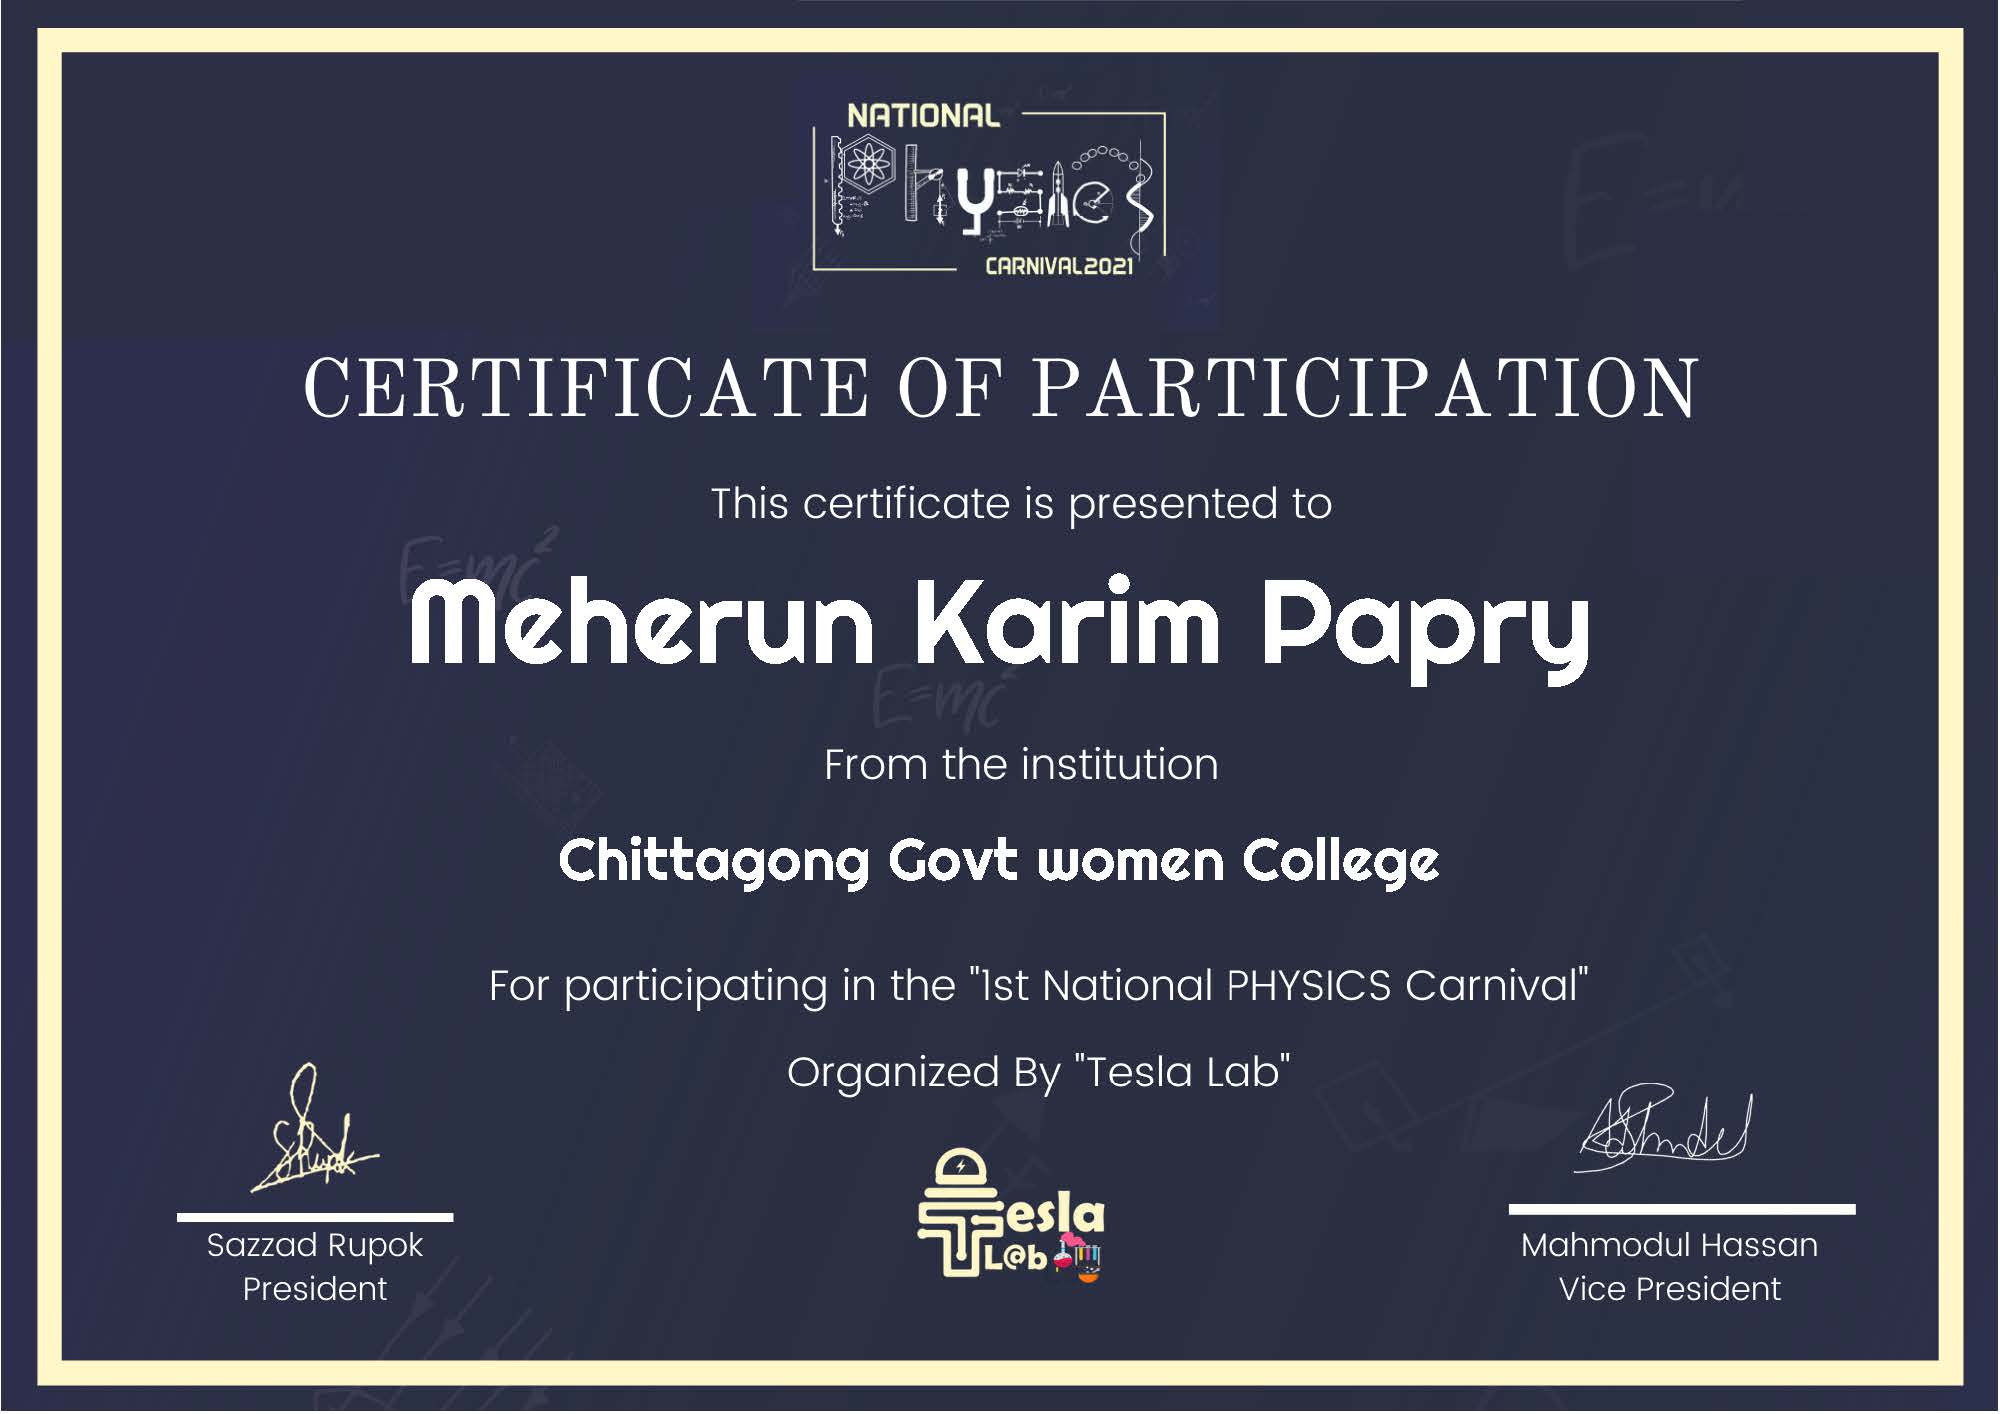 NATIONAL
Physics
CARNIVAL2021
E=m
CERTIFICATE OF PARTICIPATION
This certificate is presented to
E=mc²
Meherun Karim Papry
E=mc²
From the institution
Chittagong Govt women College
For participating in the "1st National PHYSICS Carnival"
Organized By "Tesla Lab"
Tesla
L@b
Sazzad Rupok
President
Mahmodul Hassan
Vice President